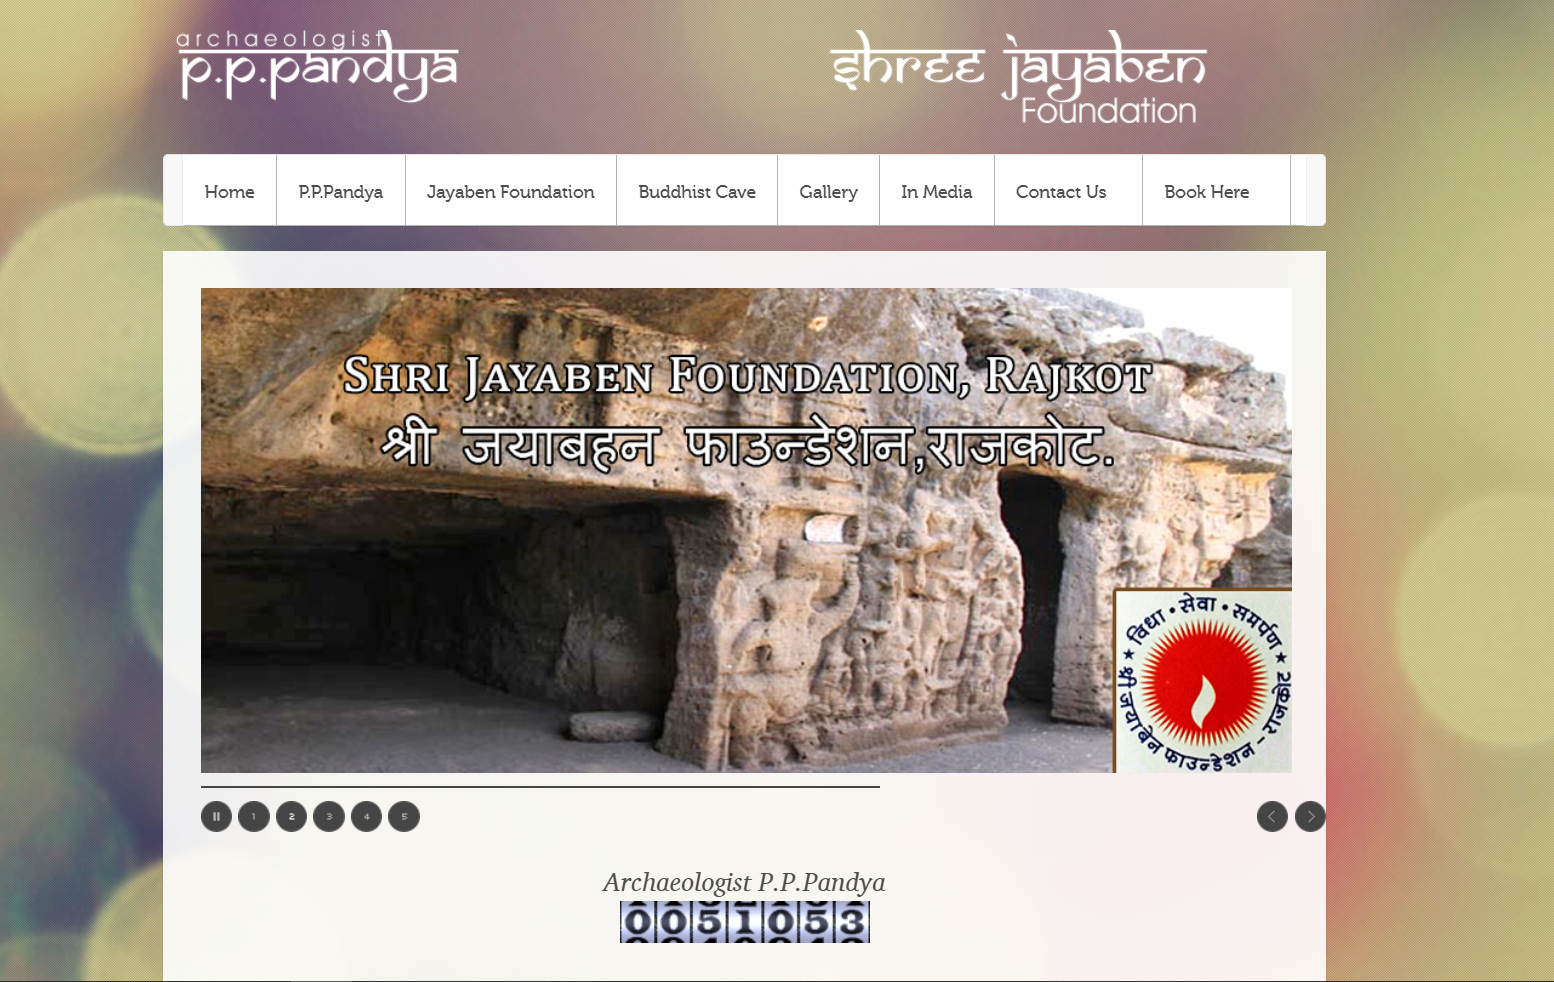 archaeologist
p.p.pandya
shree jayaben
Foundation
Home
P.P.Pandya
Jayaben Foundation
Buddhist Cave
Gallery
In Media
Contact Us
Book Here
Shri Jayaben Foundation, Rajkot
श्री जयाबहन फाउन्डेशन,राजकोट.
विधा • सेवा • समर्पण
श्री जयाबेन फाउन्डेशन - राजकोट
1 2 3 4 5
Archaeologist P.P.Pandya
0051053